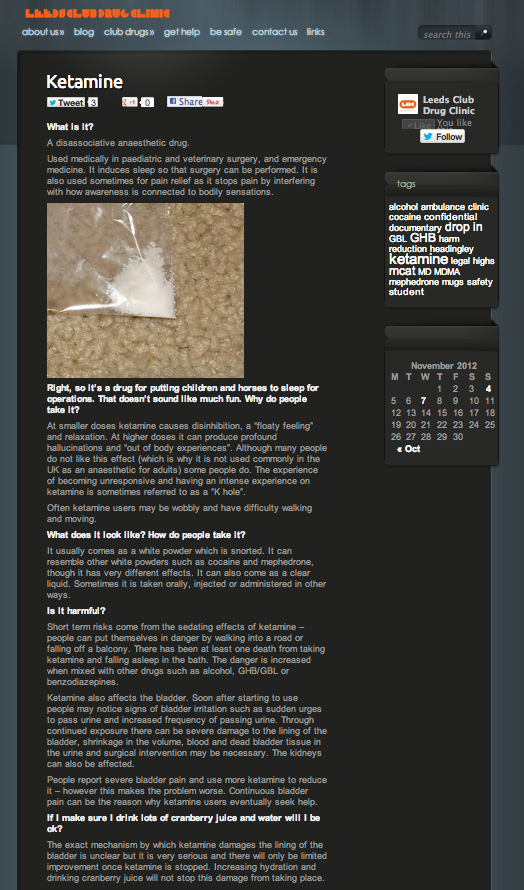 LEEDS CLUB DRUG CLINIC
about us» blog club drugs» get help be safe contact us links
search this
Ketamine
Tweet 3 +1 0 Share Pin it
What is it?
A disassociative anaesthetic drug.
Used medically in paediatric and veterinary surgery, and emergency
medicine. It induces sleep so that surgery can be performed. It is
also used sometimes for pain relief as it stops pain by interfering
with how awareness is connected to bodily sensations.
Right, so it's a drug for putting children and horses to sleep for
operations. That doesn't sound like much fun. Why do people
take it?
At smaller doses ketamine causes disinhibition, a "floaty feeling"
and relaxation. At higher doses it can produce profound
hallucinations and "out of body experiences". Although many people
do not like this effect (which is why it is not used commonly in the
UK as an anaesthetic for adults) some people do. The experience
of becoming unresponsive and having an intense experience on
ketamine is sometimes referred to as a "K hole".
Often ketamine users may be wobbly and have difficulty walking
and moving.
What does it look like? How do people take it?
It usually comes as a white powder which is snorted. It can
resemble other white powders such as cocaine and mephedrone,
though it has very different effects. It can also come as a clear
liquid. Sometimes it is taken orally, injected or administered in other
ways.
Is it harmful?
Short term risks come from the sedating effects of ketamine –
people can put themselves in danger by walking into a road or
falling off a balcony. There has been at least one death from taking
ketamine and falling asleep in the bath. The danger is increased
when mixed with other drugs such as alcohol, GHB/GBL or
benzodiazepines.
Ketamine also affects the bladder. Soon after starting to use
people may notice signs of bladder irritation such as sudden urges
to pass urine and increased frequency of passing urine. Through
continued exposure there can be severe damage to the lining of the
bladder, shrinkage in the volume, blood and dead bladder tissue in
the urine and surgical intervention may be necessary. The kidneys
can also be affected.
People report severe bladder pain and use more ketamine to reduce
it – however this makes the problem worse. Continuous bladder
pain can be the reason why ketamine users eventually seek help.
If I make sure I drink lots of cranberry juice and water will I be
ok?
The exact mechanism by which ketamine damages the lining of the
bladder is unclear but it is very serious and there will only be limited
improvement once ketamine is stopped. Increasing hydration and
drinking cranberry juice will not stop this damage from taking place.
Leeds Club
Drug Clinic
Like You like
Follow
tags
alcohol ambulance clinic
cocaine confidential
documentary drop in
GBL GHB harm
reduction headingley
ketamine legal highs
mcat MD MDMA
mephedrone mugs safety
student
November 2012
M T W T F S S
1 2 3 4
5 6 7 8 9 10 11
12 13 14 15 16 17 18
19 20 21 22 23 24 25
26 27 28 29 30
« Oct